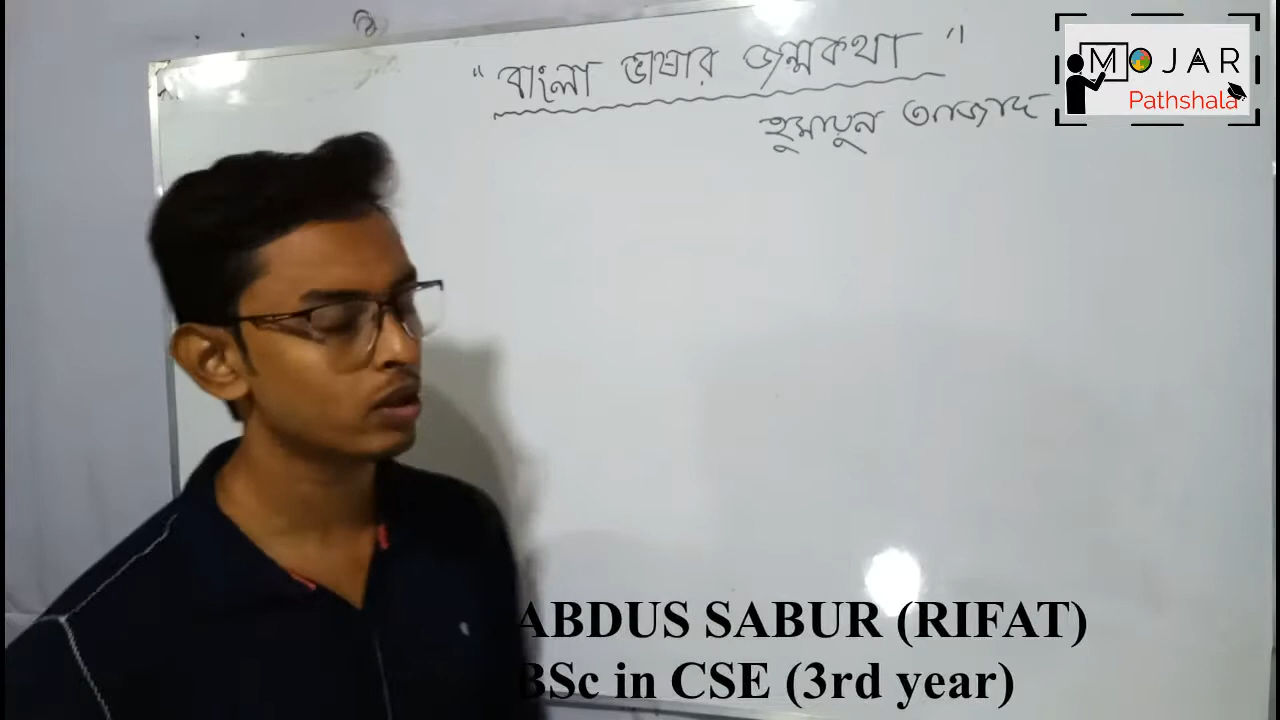 " বাংলা ভাষার জন্মকথা "
হুমায়ুন আজাদ
MOJAR
Pathshala
ABDUS SABUR (RIFAT)
BSc in CSE (3rd year)